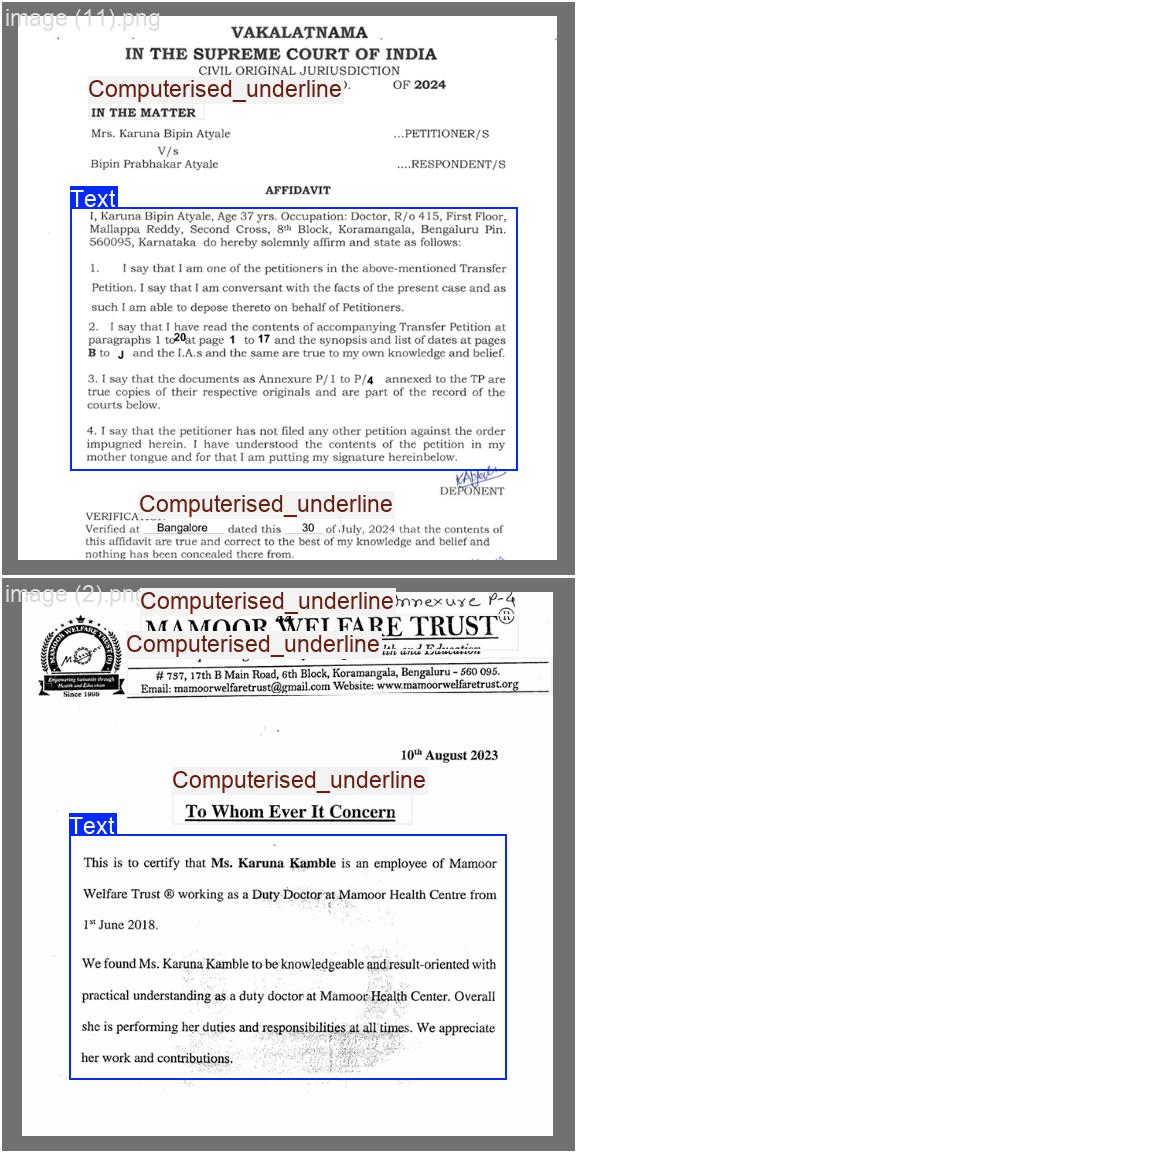 image (11).png
VAKALATNAMA
IN THE SUPREME COURT OF INDIA
CIVIL ORIGINAL JURIUSDICTION
Computerised_underline ). OF 2024
IN THE MATTER
Mrs. Karuna Bipin Atyale ...PETITIONER/S
V/s
Bipin Prabhakar Atyale ....RESPONDENT/S
AFFIDAVIT
Text
I, Karuna Bipin Atyale, Age 37 yrs. Occupation: Doctor, R/o 415, First Floor,
Mallappa Reddy, Second Cross, 8th Block, Koramangala, Bengaluru Pin.
560095, Karnataka do hereby solemnly affirm and state as follows:
1. I say that I am one of the petitioners in the above-mentioned Transfer
Petition. I say that I am conversant with the facts of the present case and as
such I am able to depose thereto on behalf of Petitioners.
2. I say that I have read the contents of accompanying Transfer Petition at
paragraphs 1 to 20 at page 1 to 17 and the synopsis and list of dates at pages
B to J and the I.A.s and the same are true to my own knowledge and belief.
3. I say that the documents as Annexure P/1 to P/4 annexed to the TP are
true copies of their respective originals and are part of the record of the
courts below.
4. I say that the petitioner has not filed any other petition against the order
impugned herein. I have understood the contents of the petition in my
mother tongue and for that I am putting my signature hereinbelow.
DEPONENT
Computerised_underline
VERIFICA
Verified at Bangalore dated this 30 of July, 2024 that the contents of
this affidavit are true and correct to the best of my knowledge and belief and
nothing has been concealed there from.
image (2).png
Computerised_underline Annexure P-4
MAMOOR WELFARE TRUST ®
Computerised_underline lth and Education
MAMOOR WELFARE TRUST (R)
Empowering humanity through
Health and Education
Since 1999
# 737, 17th B Main Road, 6th Block, Koramangala, Bengaluru - 560 095.
Email: mamoorwelfaretrust@gmail.com Website: www.mamoorwelfaretrust.org
10th August 2023
Computerised_underline
To Whom Ever It Concern
Text
This is to certify that Ms. Karuna Kamble is an employee of Mamoor
Welfare Trust ® working as a Duty Doctor at Mamoor Health Centre from
1st June 2018.
We found Ms. Karuna Kamble to be knowledgeable and result-oriented with
practical understanding as a duty doctor at Mamoor Health Center. Overall
she is performing her duties and responsibilities at all times. We appreciate
her work and contributions.